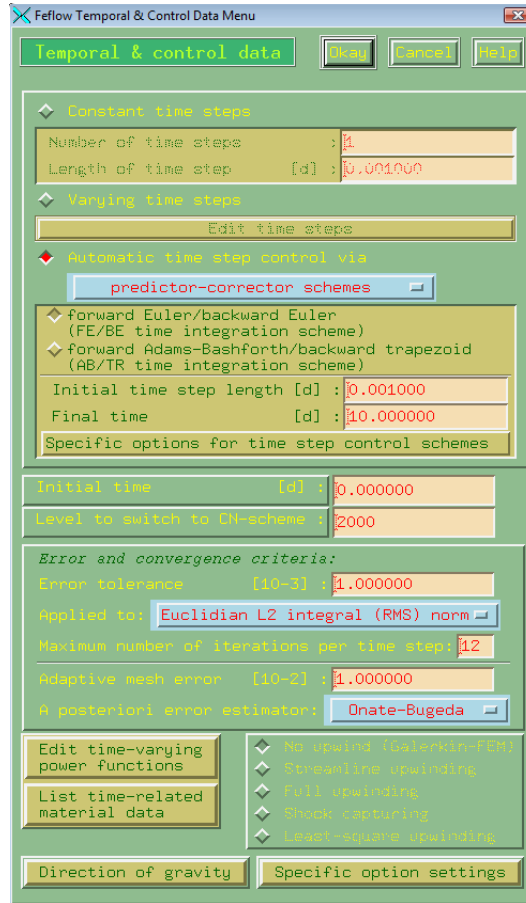 Feflow Temporal & Control Data Menu
Temporal & control data
Okay
Cancel
Help
Constant time steps
Number of time steps : 1
Length of time step [d] : 0.001000
Varying time steps
Edit time steps
Automatic time step control via
predictor-corrector schemes
forward Euler/backward Euler
(FE/BE time integration scheme)
forward Adams-Bashforth/backward trapezoid
(AB/TR time integration scheme)
Initial time step length [d] : 0.001000
Final time [d] : 10.000000
Specific options for time step control schemes
Initial time [d] : 0.000000
Level to switch to CN-scheme : 2000
Error and convergence criteria:
Error tolerance [10-3] : 1.000000
Applied to: Euclidian L2 integral (RMS) norm
Maximum number of iterations per time step: 12
Adaptive mesh error [10-2] : 1.000000
A posteriori error estimator: Onate-Bugeda
Edit time-varying
power functions
List time-related
material data
No upwind (Galerkin-FEM)
Streamline upwinding
Full upwinding
Shock capturing
Least-square upwinding
Direction of gravity
Specific option settings